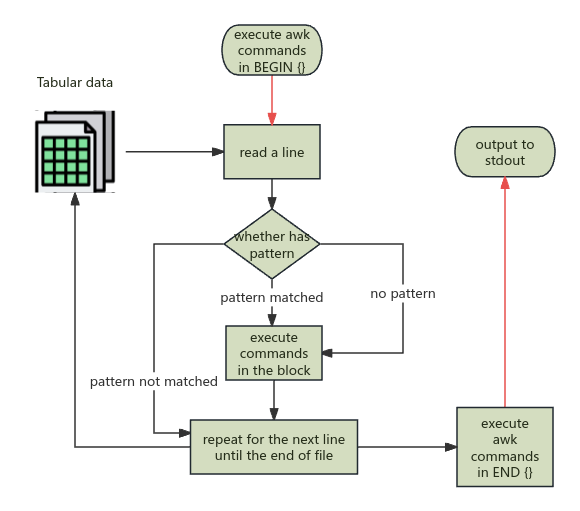 execute awk
commands
in BEGIN {}
Tabular data
read a line
output to
stdout
whether has
pattern
pattern matched
no pattern
execute
commands
in the block
pattern not matched
repeat for the next line
until the end of file
execute
awk
commands
in END {}